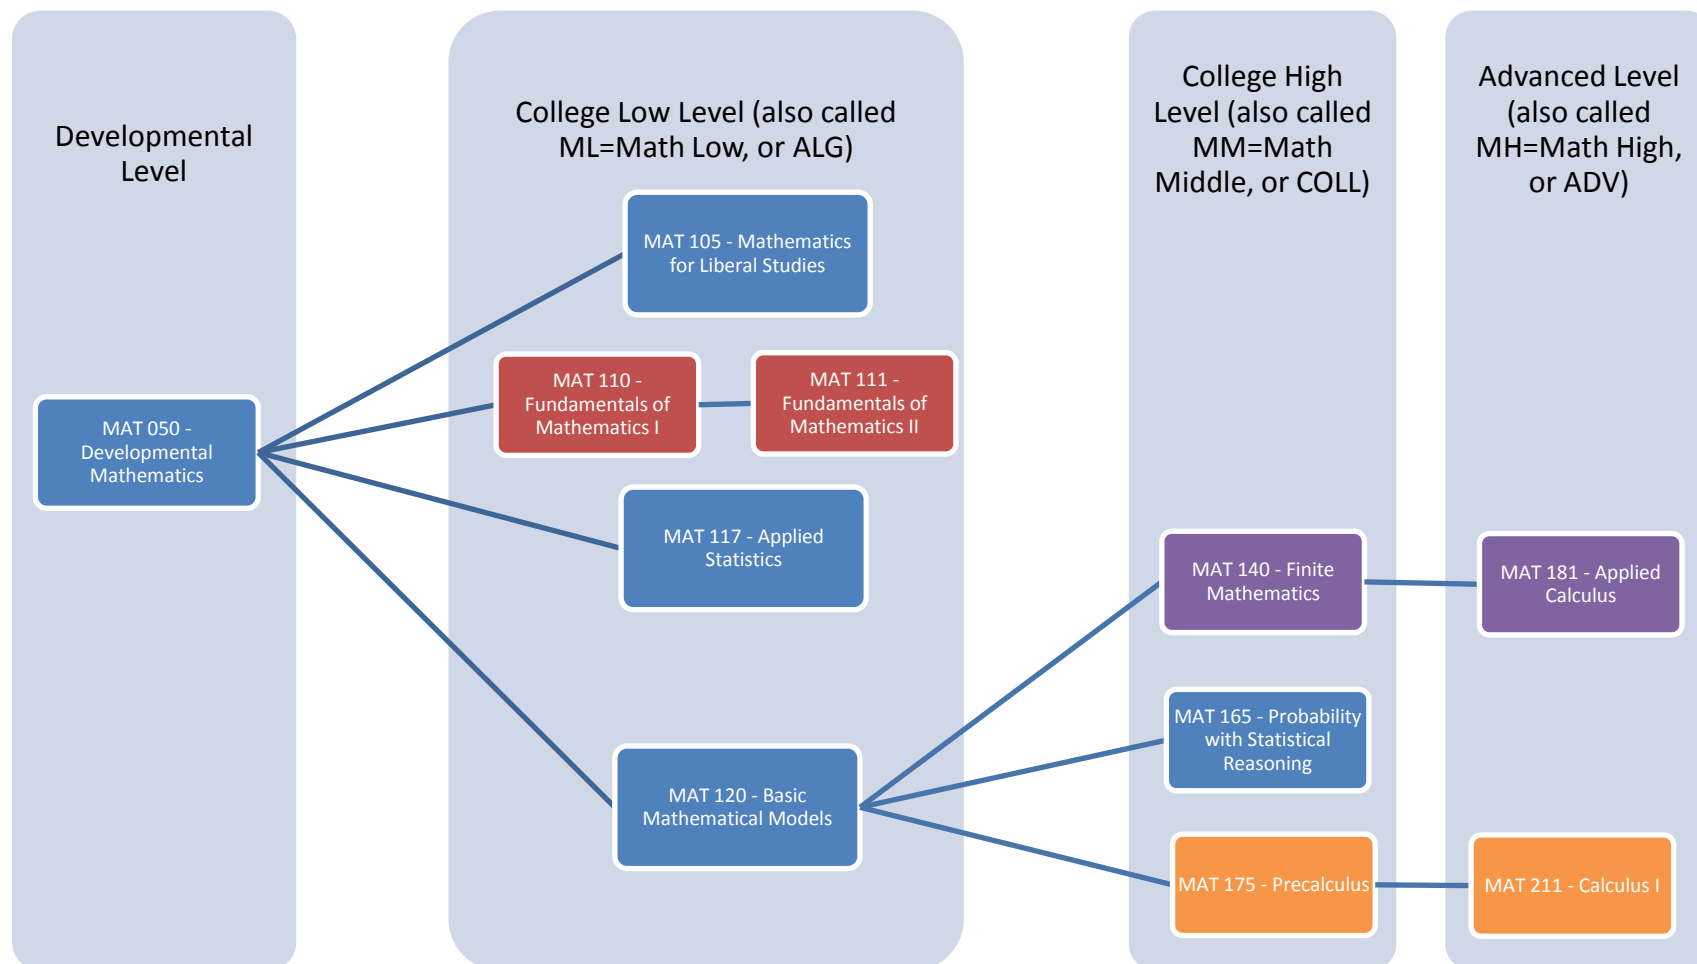 Developmental
Level
College Low Level (also called
ML=Math Low, or ALG)
College High
Level (also called
MM=Math
Middle, or COLL)
Advanced Level
(also called
MH=Math High,
or ADV)
MAT 050 -
Developmental
Mathematics
MAT 105 - Mathematics
for Liberal Studies
MAT 110 -
Fundamentals of
Mathematics I
MAT 111 -
Fundamentals of
Mathematics II
MAT 117 - Applied
Statistics
MAT 120 - Basic
Mathematical Models
MAT 140 - Finite
Mathematics
MAT 181 - Applied
Calculus
MAT 165 - Probability
with Statistical
Reasoning
MAT 175 - Precalculus
MAT 211 - Calculus I